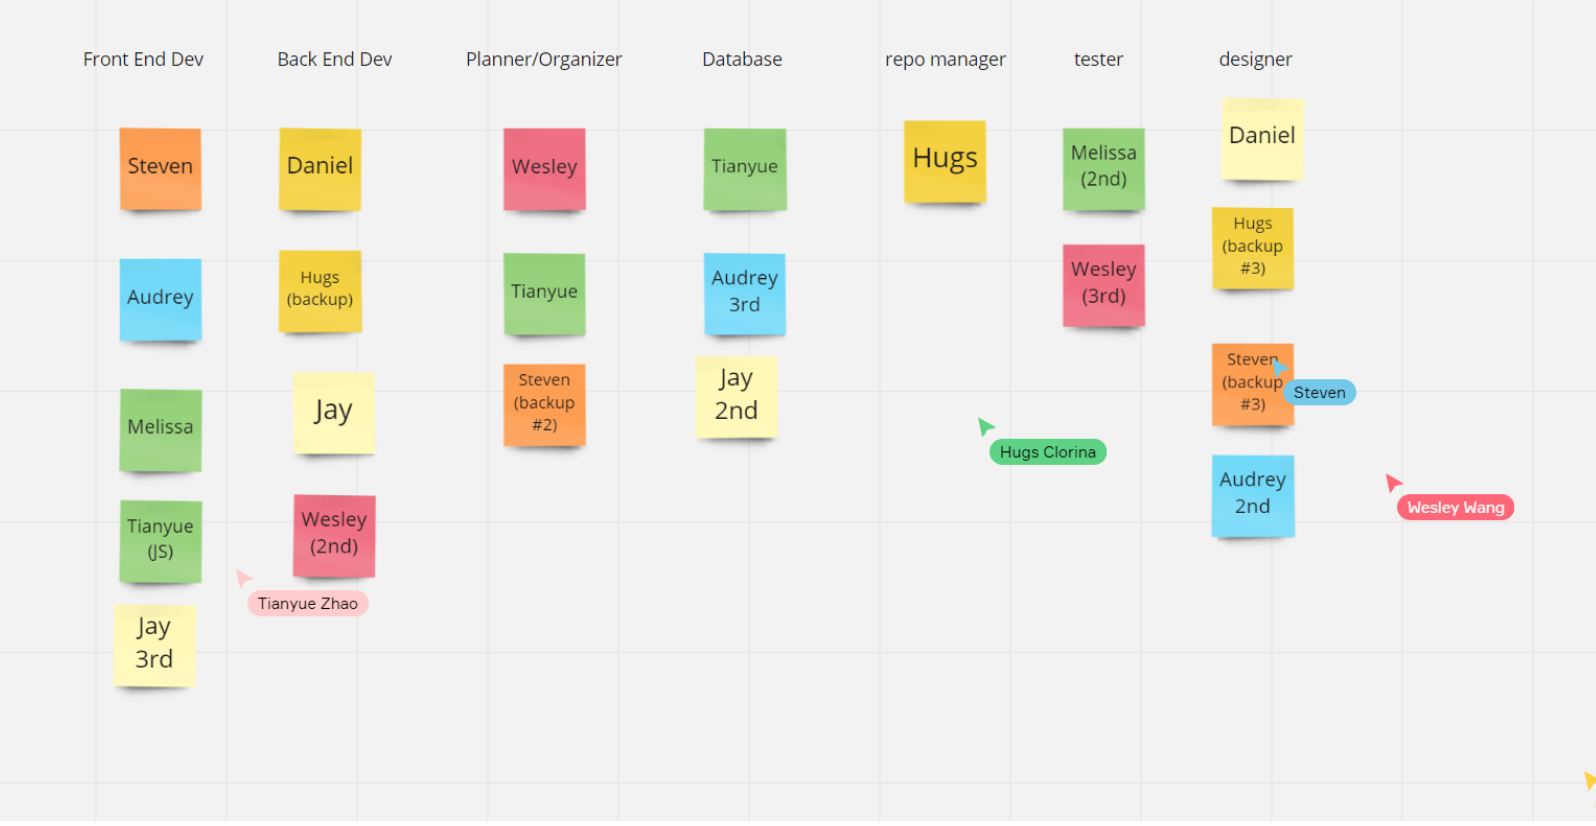 Front End Dev
Back End Dev
Planner/Organizer
Database
repo manager
tester
designer
Steven
Audrey
Melissa
Tianyue
(JS)
Jay
3rd
Daniel
Hugs
(backup)
Jay
Wesley
(2nd)
Tianyue Zhao
Wesley
Tianyue
Steven
(backup
#2)
Tianyue
Audrey
3rd
Jay
2nd
Hugs
Hugs Clorina
Melissa
(2nd)
Wesley
(3rd)
Daniel
Hugs
(backup
#3)
Steven
(backup
#3)
Steven
Audrey
2nd
Wesley Wang